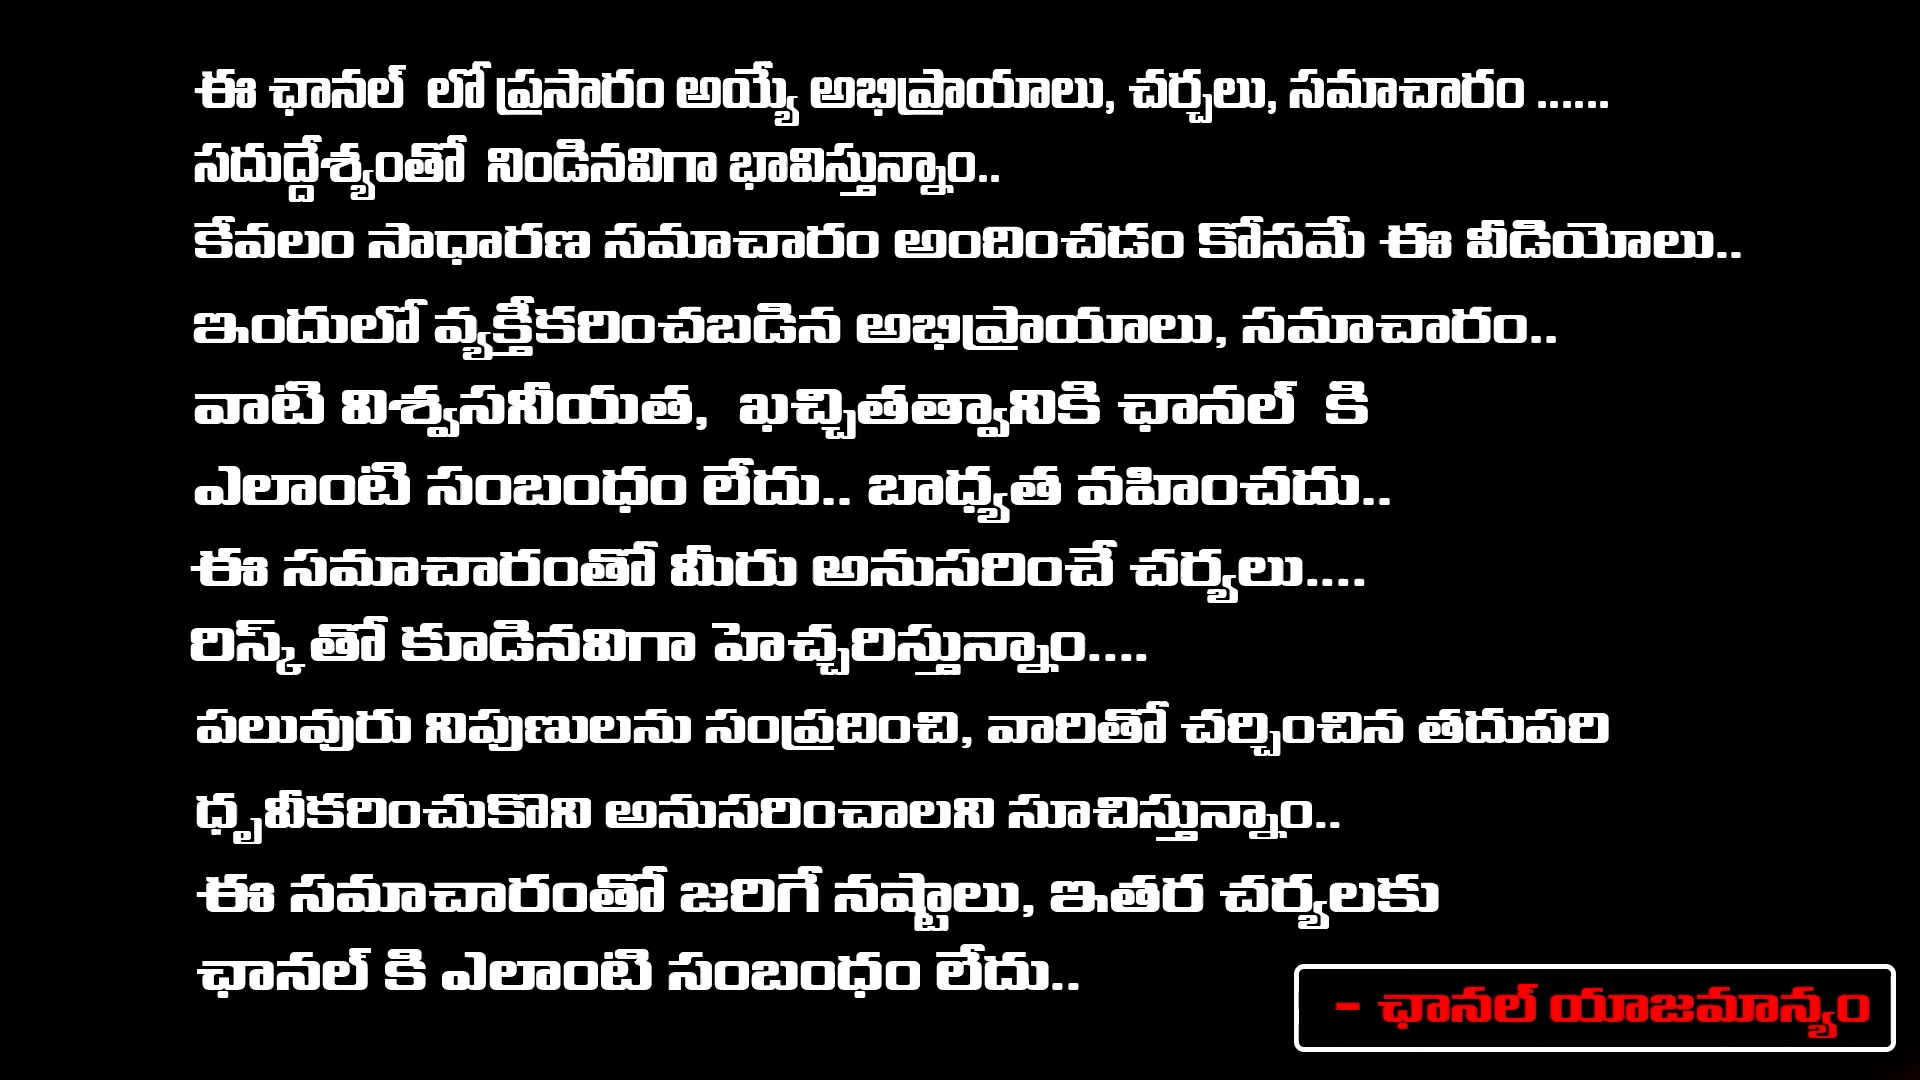 ఈ ఛానల్ లో ప్రసారం అయ్యే అభిప్రాయాలు, చర్చలు, సమాచారం ......
సదుద్దేశ్యంతో నిండినవిగా భావిస్తున్నాం..
కేవలం సాధారణ సమాచారం అందించడం కోసమే ఈ వీడియోలు..
ఇందులో వ్యక్తీకరించబడిన అభిప్రాయాలు, సమాచారం..
వాటి విశ్వసనీయత, ఖచ్చితత్వానికి ఛానల్ కి
ఎలాంటి సంబంధం లేదు.. బాధ్యత వహించదు..
ఈ సమాచారంతో మీరు అనుసరించే చర్యలు....
రిస్క్ తో కూడినవిగా హెచ్చరిస్తున్నాం....
పలువురు నిపుణులను సంప్రదించి, వారితో చర్చించిన తదుపరి
ధృవీకరించుకొని అనుసరించాలని సూచిస్తున్నాం..
ఈ సమాచారంతో జరిగే నష్టాలు, ఇతర చర్యలకు
ఛానల్ కి ఎలాంటి సంబంధం లేదు..
- ఛానల్ యాజమాన్యం